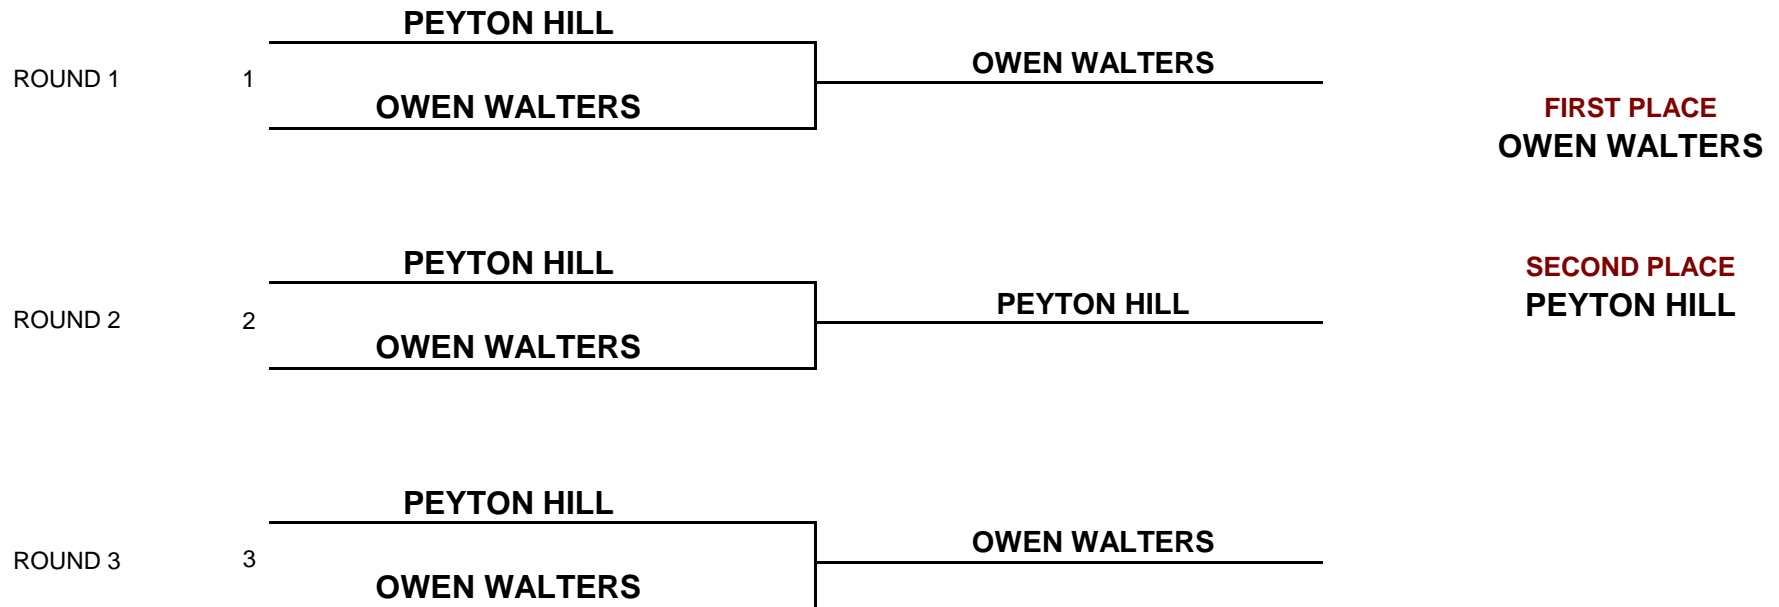 PEYTON HILL
ROUND 1
1
OWEN WALTERS
OWEN WALTERS
FIRST PLACE
OWEN WALTERS
PEYTON HILL
ROUND 2
2
OWEN WALTERS
PEYTON HILL
SECOND PLACE
PEYTON HILL
PEYTON HILL
ROUND 3
3
OWEN WALTERS
OWEN WALTERS